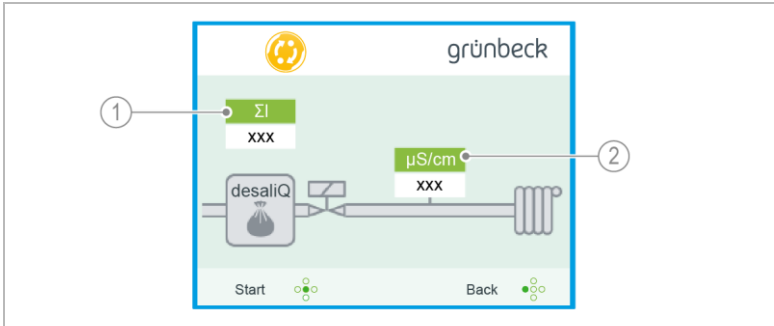 grünbeck
1
Σl
xxx
µS/cm
2
xxx
desaliQ
Start
Back